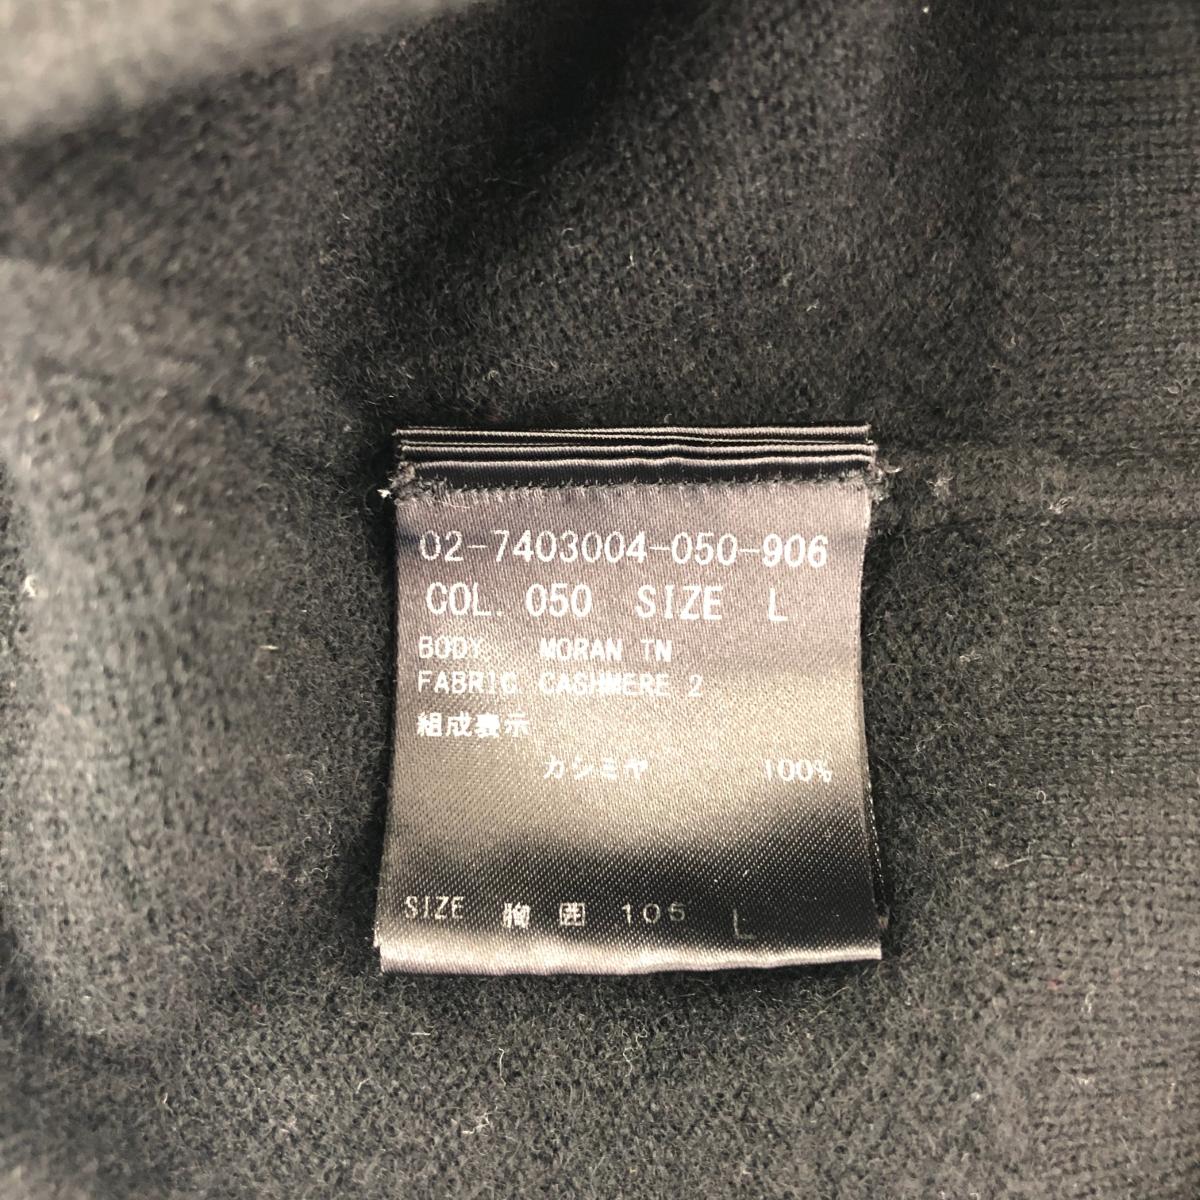 02-7403004-050-906
COL. 050 SIZE L
BODY MORAN TN
FABRIC CASHMERE 2
組成表示
カシミヤ 100%
SIZE 胸囲 105 L